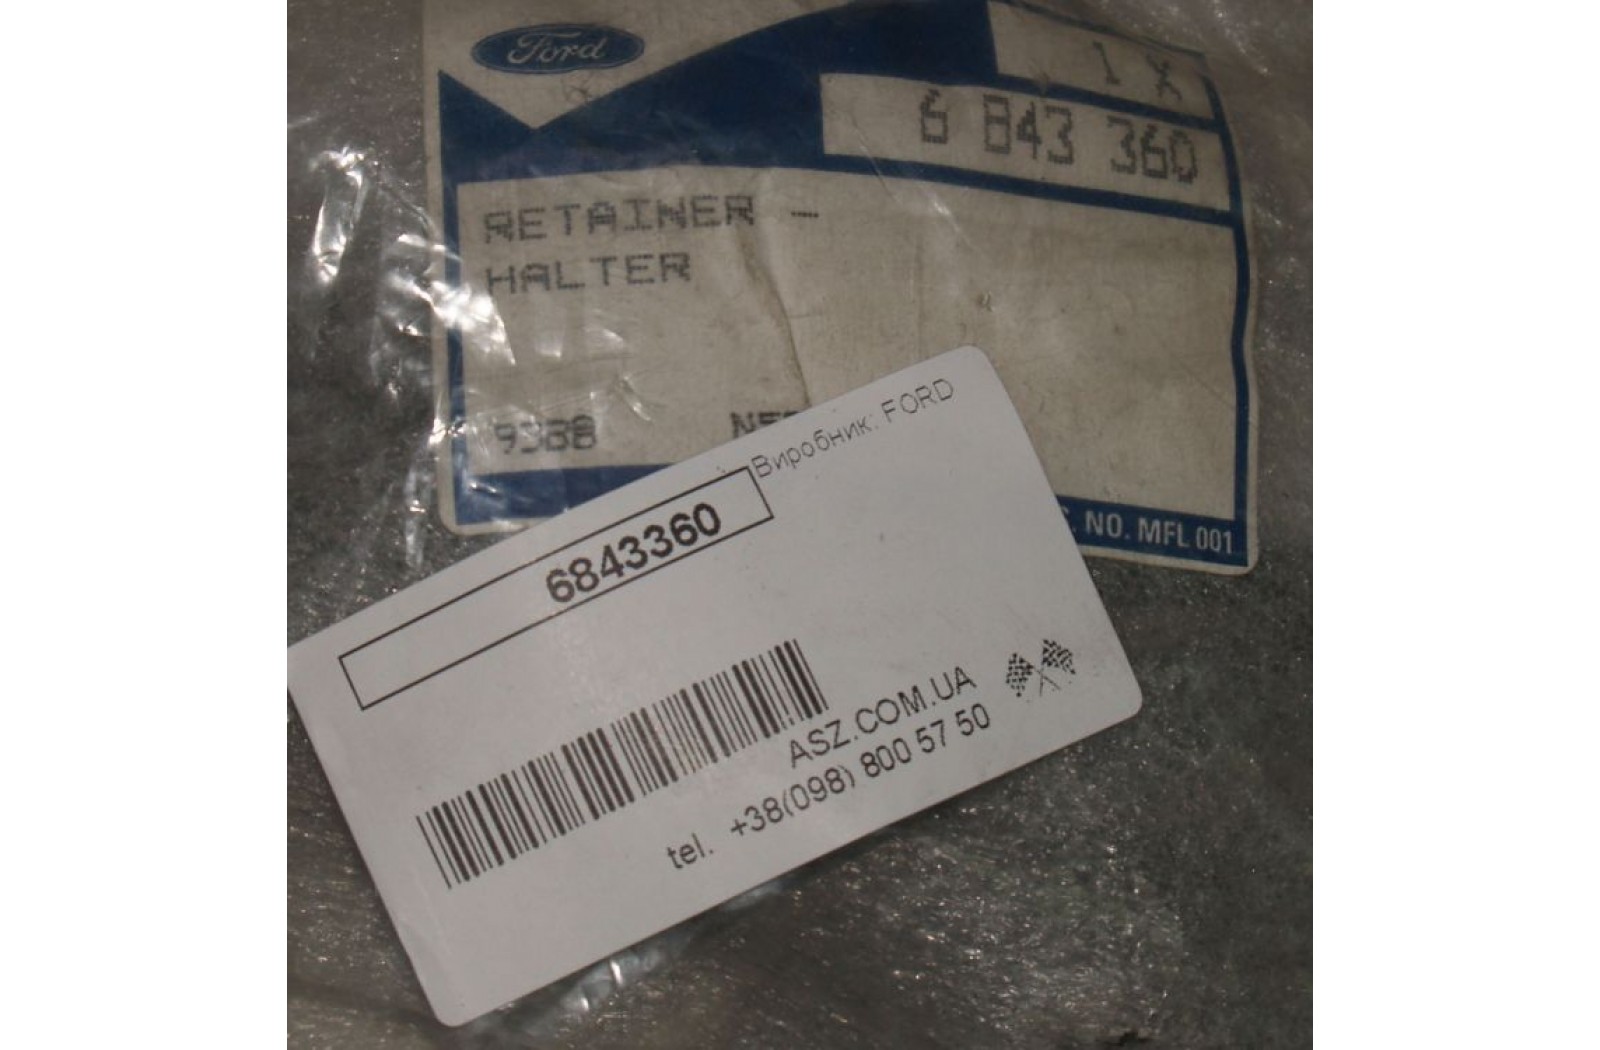 Ford
1 X
6 843 360
RETAINER -
HALTER
9388
NO. MFL 001
Виробник: FORD
6843360
ASZ.COM.UA
tel. +38(098) 800 57 50